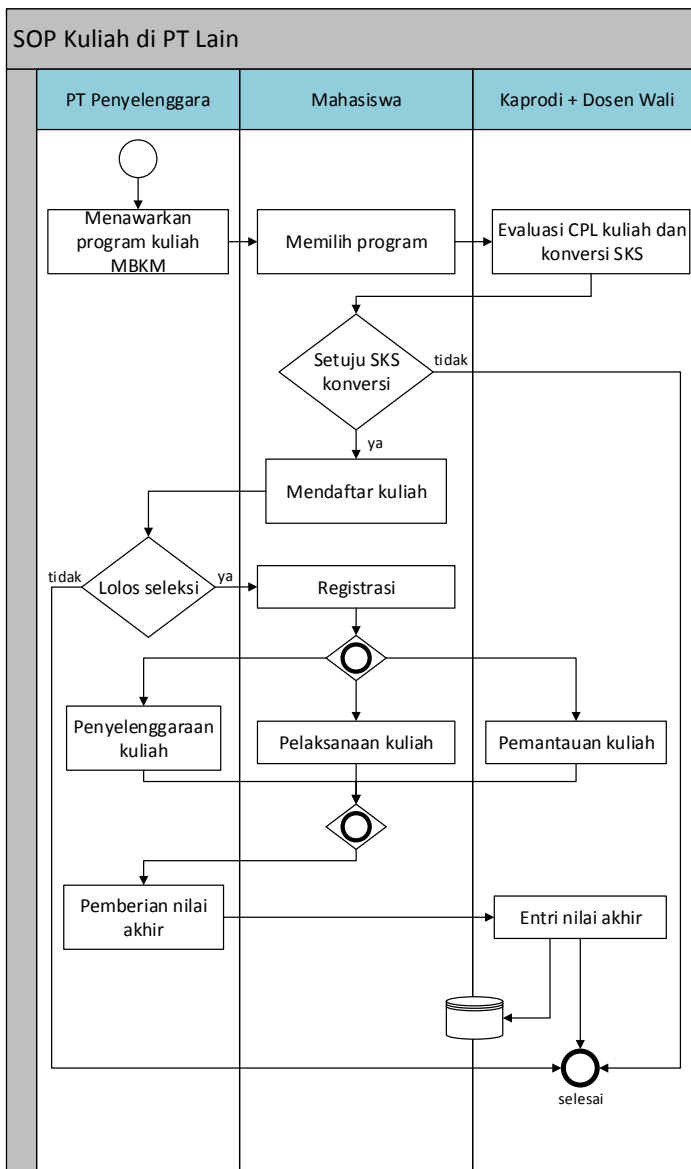 SOP Kuliah di PT Lain
PT Penyelenggara
Mahasiswa
Kaprodi + Dosen Wali
Menawarkan
program kuliah
MBKM
Memilih program
Evaluasi CPL kuliah dan
konversi SKS
Setuju SKS
konversi
tidak
ya
Mendaftar kuliah
tidak
Lolos seleksi
ya
Registrasi
Penyelenggaraan
kuliah
Pelaksanaan kuliah
Pemantauan kuliah
Pemberian nilai
akhir
Entri nilai akhir
selesai